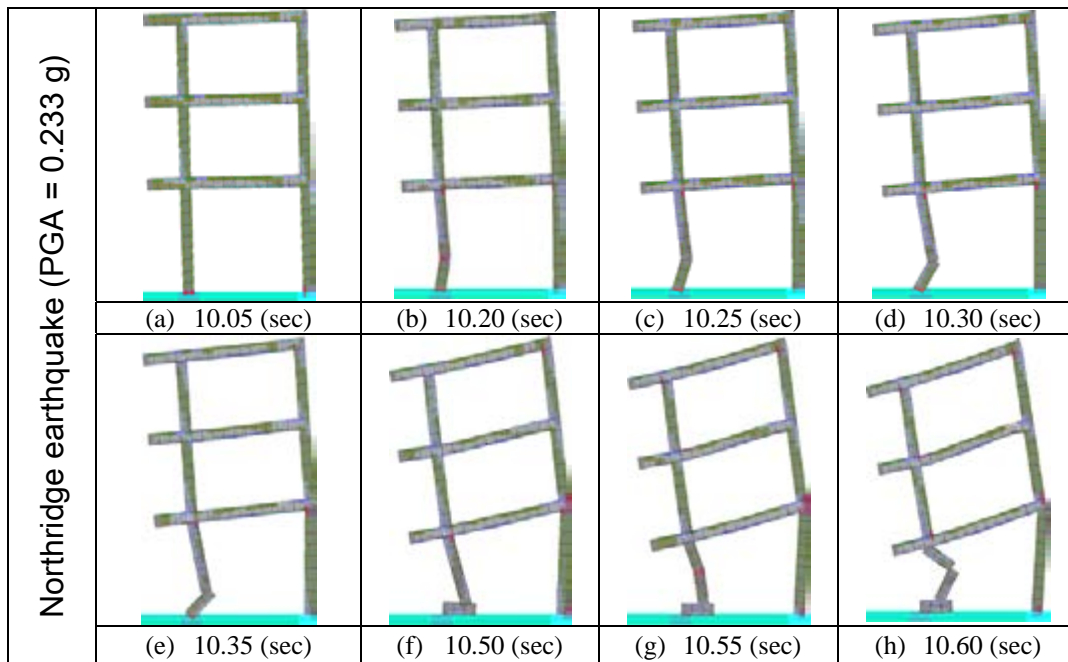 Northridge earthquake (PGA = 0.233 g)
(a) 10.05 (sec)
(b) 10.20 (sec)
(c) 10.25 (sec)
(d) 10.30 (sec)
(e) 10.35 (sec)
(f) 10.50 (sec)
(g) 10.55 (sec)
(h) 10.60 (sec)